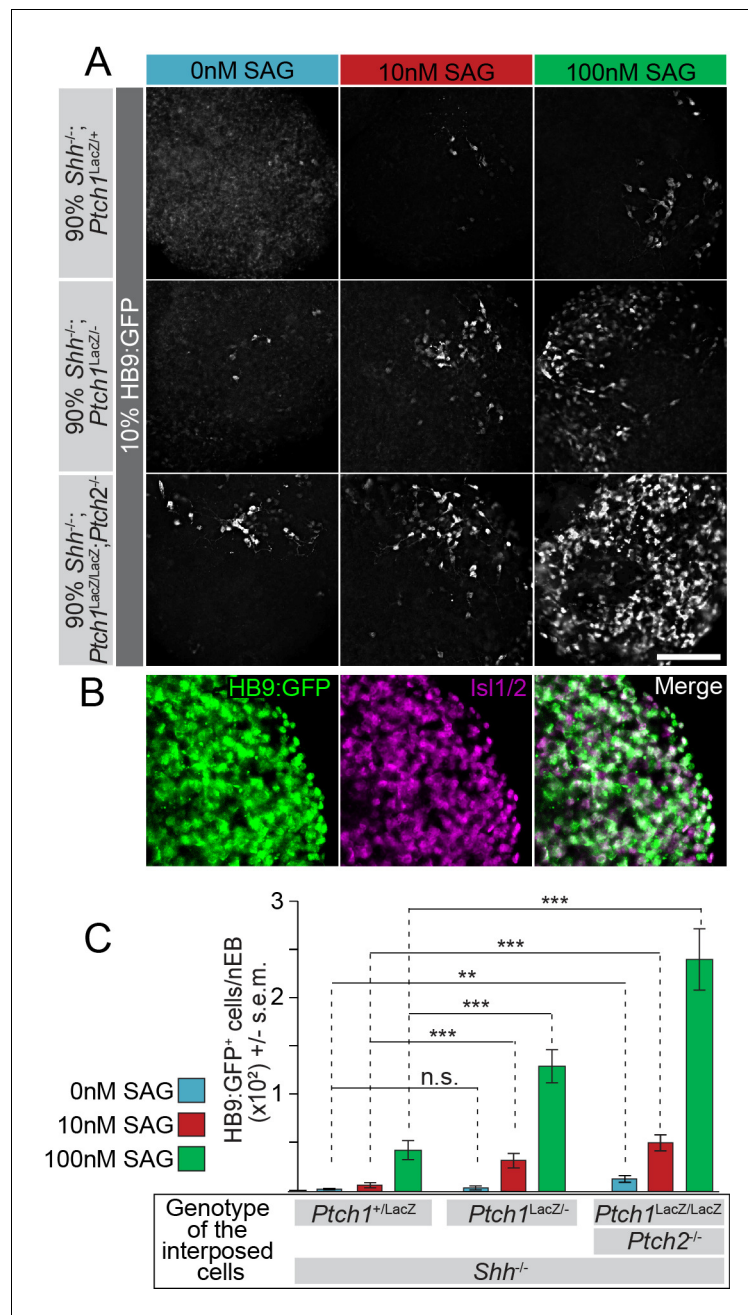 A
0nM SAG
10nM SAG
100nM SAG
90% Shh-/-;
Ptch1LacZ/+
90% Shh-/-;
Ptch1LacZ/-
90% Shh-/-;
Ptch1LacZ/LacZ;Ptch2-/-
10% HB9:GFP
B
HB9:GFP
Isl1/2
Merge
C
HB9:GFP+ cells/nEB
(x10²) +/- s.e.m.
3
2
1
***
***
**
***
***
n.s.
0nM SAG
10nM SAG
100nM SAG
Genotype
of the
interposed
cells
Ptch1+/LacZ
Ptch1LacZ/-
Ptch1LacZ/LacZ
Ptch2-/-
Shh-/-